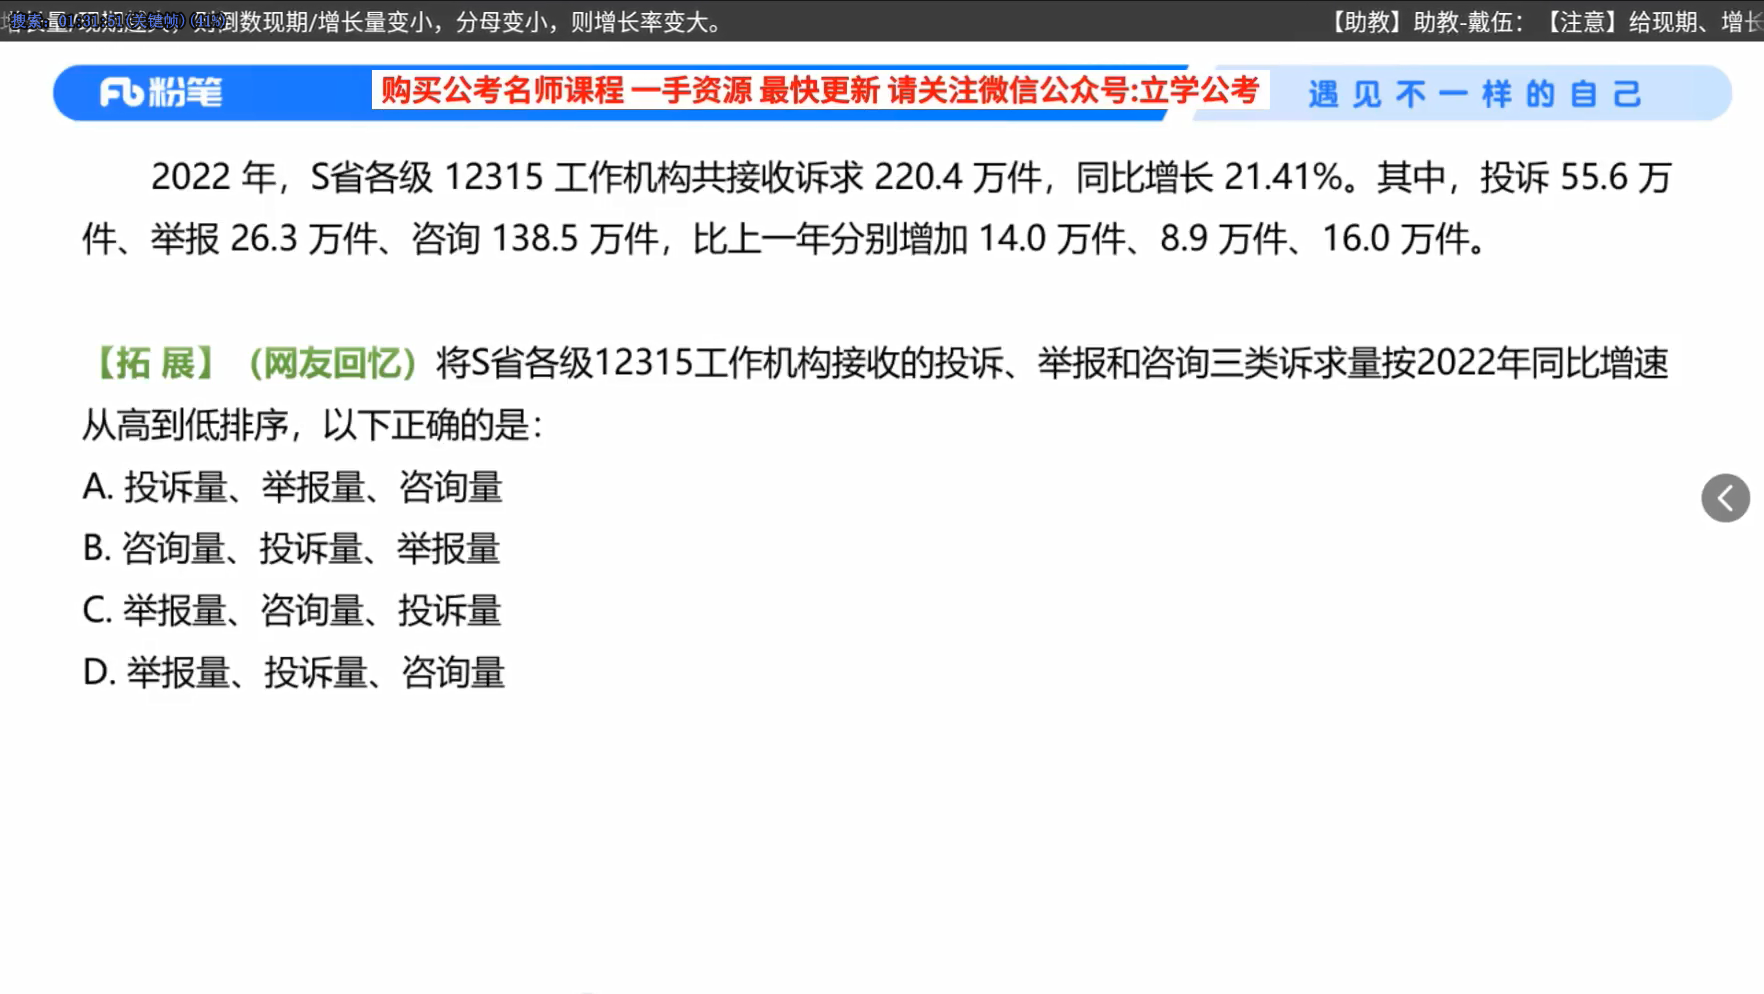 增长量/现期越大，则倒数现期/增长量变小，分母变小，则增长率变大。
【助教】助教-戴伍：【注意】给现期、增长
粉笔
购买公考名师课程 一手资源 最快更新 请关注微信公众号:立学公考
遇见不一样的自己
2022 年，S省各级 12315 工作机构共接收诉求 220.4 万件，同比增长 21.41%。其中，投诉 55.6 万
件、举报 26.3 万件、咨询 138.5 万件，比上一年分别增加 14.0 万件、8.9 万件、16.0 万件。
【拓 展】（网友回忆）将S省各级12315工作机构接收的投诉、举报和咨询三类诉求量按2022年同比增速
从高到低排序，以下正确的是：
A. 投诉量、举报量、咨询量
B. 咨询量、投诉量、举报量
C. 举报量、咨询量、投诉量
D. 举报量、投诉量、咨询量